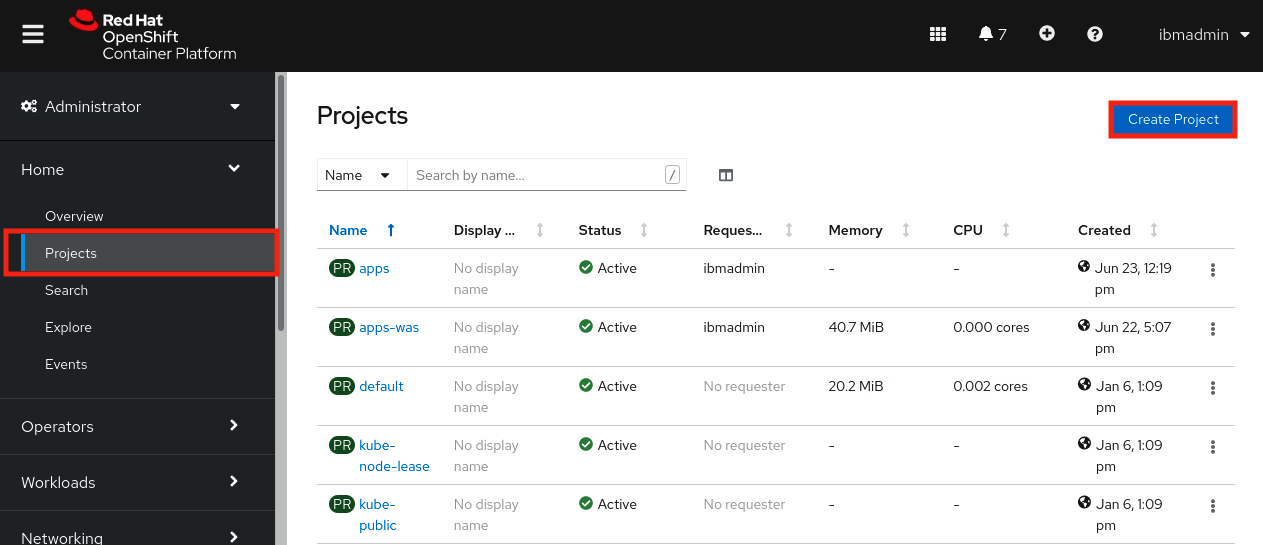 Red Hat
OpenShift
Container Platform
7
ibmadmin
Administrator
Home
Overview
Projects
Search
Explore
Events
Operators
Workloads
Networking
Projects
Create Project
Name
Search by name...
/
Name Display ... Status Reques... Memory CPU Created
PR apps No display Active ibmadmin - - Jun 23, 12:19
name pm
PR apps-was No display Active ibmadmin 40.7 MiB 0.000 cores Jun 22, 5:07
name pm
PR default No display Active No requester 20.2 MiB 0.002 cores Jan 6, 1:09
name pm
PR kube- No display Active No requester - - Jan 6, 1:09
node-lease name pm
PR kube- No display Active No requester - - Jan 6, 1:09
public name pm